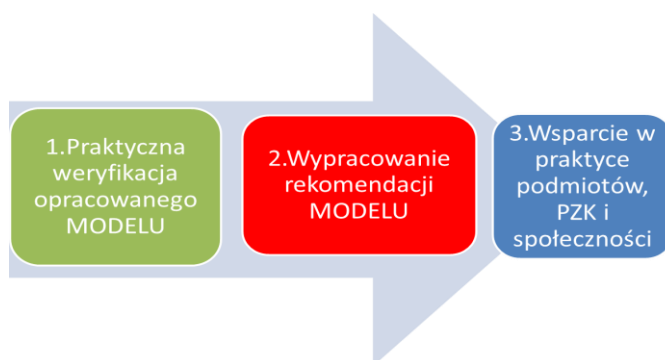 1.Praktyczna
weryfikacja
opracowanego
MODELU
2.Wypracowanie
rekomendacji
MODELU
3.Wsparcie w
praktyce
podmiotów,
PZK i
społeczności